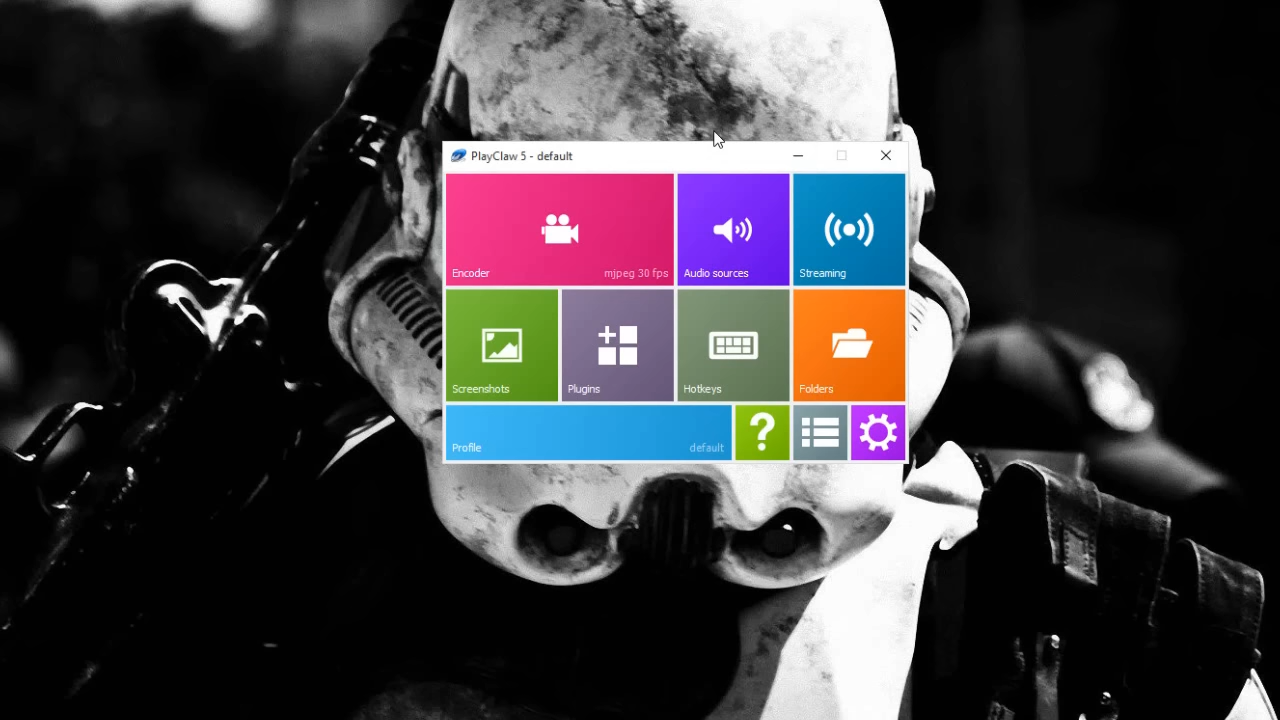 PlayClaw 5 - default
Encoder
mjpeg 30 fps
Audio sources
Streaming
Screenshots
Plugins
Hotkeys
Folders
Profile
default
?